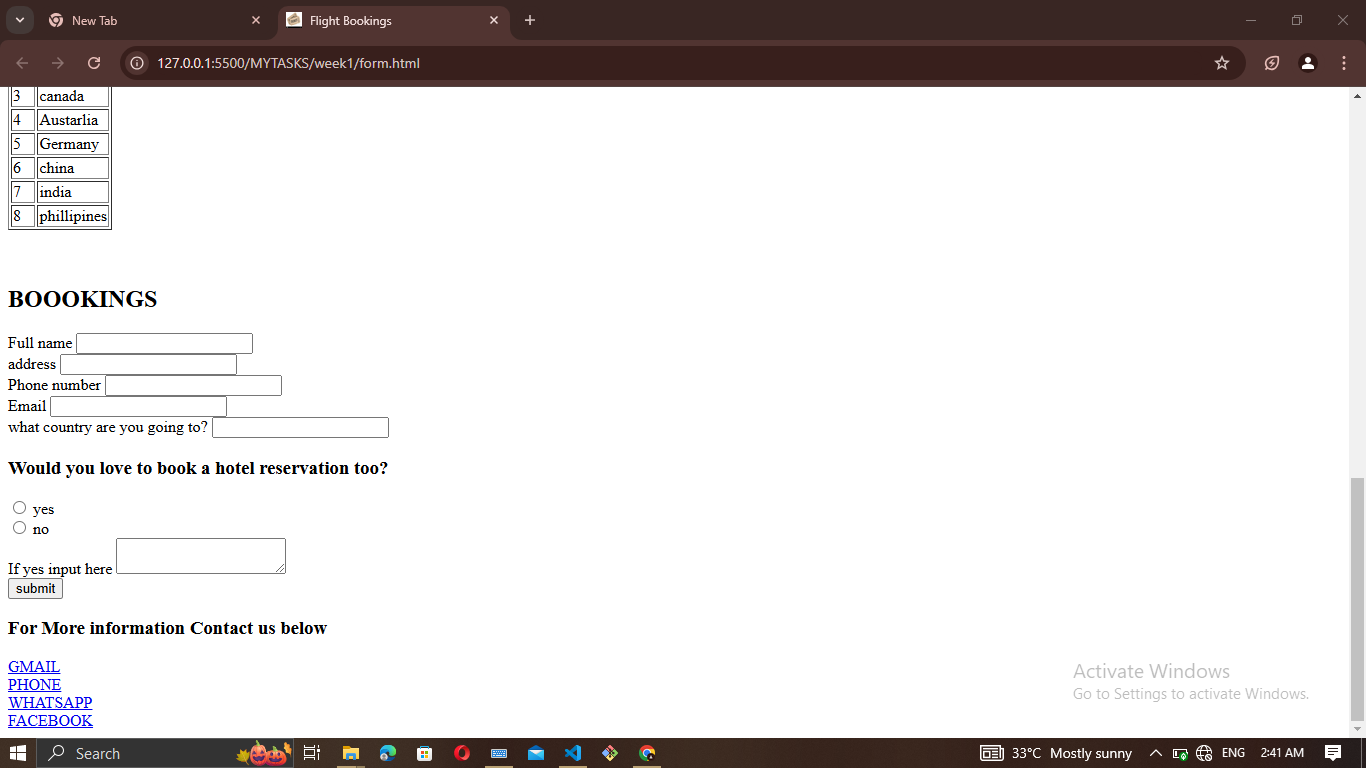 New Tab
Flight Bookings
127.0.0.1:5500/MYTASKS/week1/form.html
3 canada
4 Austarlia
5 Germany
6 china
7 india
8 phillipines
BOOOKINGS
Full name
address
Phone number
Email
what country are you going to?
Would you love to book a hotel reservation too?
yes
no
If yes input here
submit
For More information Contact us below
GMAIL
PHONE
WHATSAPP
FACEBOOK
Activate Windows
Go to Settings to activate Windows.
Search
33°C Mostly sunny
ENG
2:41 AM